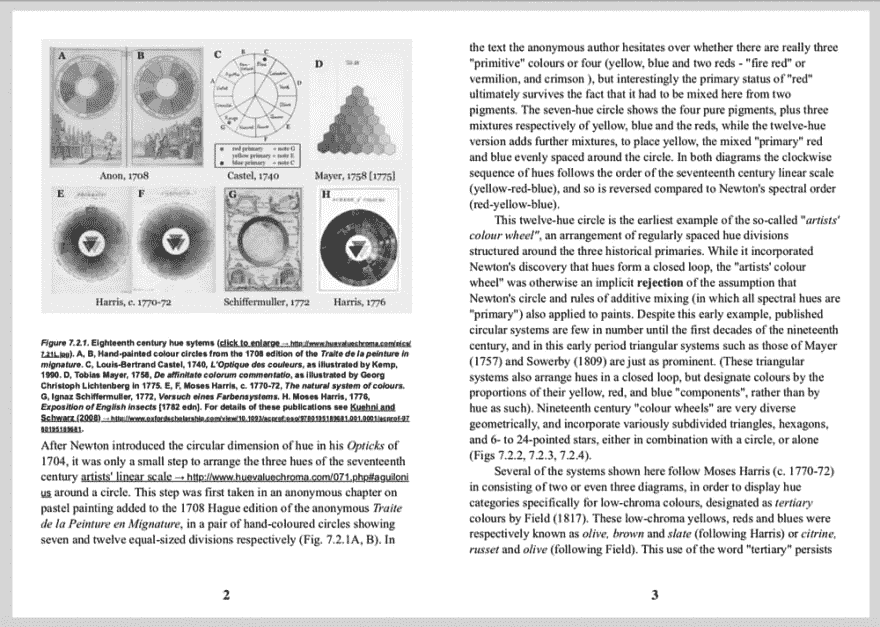 A
B
C
D
Anon, 1708
red primary = note G
yellow primary = note E
blue primary = note C
Castel, 1740
Mayer, 1758 [1775]
E
F
G
H
SCHEME of COLOURS
Harris, c. 1770-72
Schiffermuller, 1772
Harris, 1776
Figure 7.2.1. Eighteenth century hue sytems (click to enlarge → http://www.huevaluechroma.com/pics/
7.21L.jpg). A, B, Hand-painted colour circles from the 1708 edition of the Traite de la peinture in
mignature. C, Louis-Bertrand Castel, 1740, L'Optique des couleurs, as illustrated by Kemp,
1990. D, Tobias Mayer, 1758, De affinitate colorum commentatio, as illustrated by Georg
Christoph Lichtenberg in 1775. E, F, Moses Harris, c. 1770-72, The natural system of colours.
G, Ignaz Schiffermuller, 1772, Versuch eines Farbensystems. H. Moses Harris, 1776,
Exposition of English insects [1782 edn]. For details of these publications see Kuehni and
Schwarz (2008) → http://www.oxfordscholarship.com/view/10.1093/acprof:oso/9780195189681.001.0001/acprof-97
80195189681.
After Newton introduced the circular dimension of hue in his Opticks of
1704, it was only a small step to arrange the three hues of the seventeenth
century artists' linear scale → http://www.huevaluechroma.com/071.php#aguiloni
us around a circle. This step was first taken in an anonymous chapter on
pastel painting added to the 1708 Hague edition of the anonymous Traite
de la Peinture en Mignature, in a pair of hand-coloured circles showing
seven and twelve equal-sized divisions respectively (Fig. 7.2.1A, B). In
2
the text the anonymous author hesitates over whether there are really three
"primitive" colours or four (yellow, blue and two reds - "fire red" or
vermilion, and crimson ), but interestingly the primary status of "red"
ultimately survives the fact that it had to be mixed here from two
pigments. The seven-hue circle shows the four pure pigments, plus three
mixtures respectively of yellow, blue and the reds, while the twelve-hue
version adds further mixtures, to place yellow, the mixed "primary" red
and blue evenly spaced around the circle. In both diagrams the clockwise
sequence of hues follows the order of the seventeenth century linear scale
(yellow-red-blue), and so is reversed compared to Newton's spectral order
(red-yellow-blue).
This twelve-hue circle is the earliest example of the so-called "artists'
colour wheel", an arrangement of regularly spaced hue divisions
structured around the three historical primaries. While it incorporated
Newton's discovery that hues form a closed loop, the "artists' colour
wheel" was otherwise an implicit rejection of the assumption that
Newton's circle and rules of additive mixing (in which all spectral hues are
"primary") also applied to paints. Despite this early example, published
circular systems are few in number until the first decades of the nineteenth
century, and in this early period triangular systems such as those of Mayer
(1757) and Sowerby (1809) are just as prominent. (These triangular
systems also arrange hues in a closed loop, but designate colours by the
proportions of their yellow, red, and blue "components", rather than by
hue as such). Nineteenth century "colour wheels" are very diverse
geometrically, and incorporate variously subdivided triangles, hexagons,
and 6- to 24-pointed stars, either in combination with a circle, or alone
(Figs 7.2.2, 7.2.3, 7.2.4).
Several of the systems shown here follow Moses Harris (c. 1770-72)
in consisting of two or even three diagrams, in order to display hue
categories specifically for low-chroma colours, designated as tertiary
colours by Field (1817). These low-chroma yellows, reds and blues were
respectively known as olive, brown and slate (following Harris) or citrine,
russet and olive (following Field). This use of the word "tertiary" persists
3